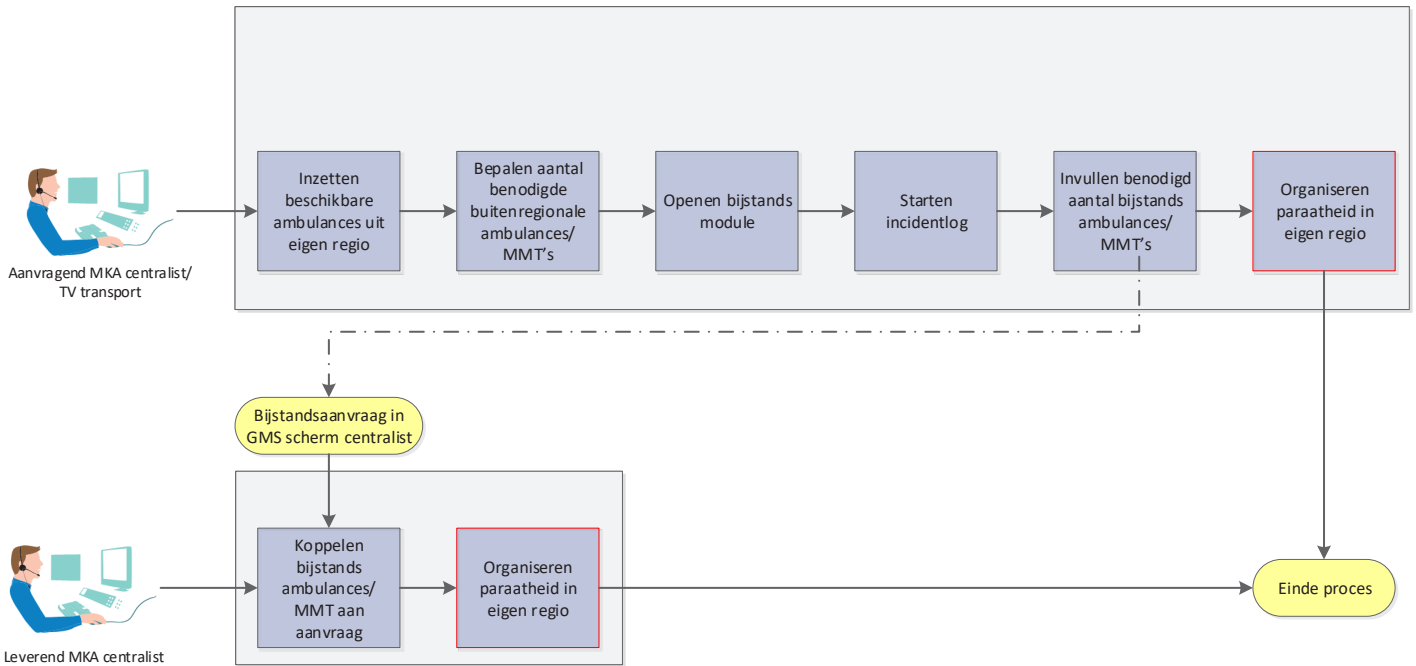 Inzetten
beschikbare
ambulances uit
eigen regio
Bepalen aantal
benodigde
buitenregionale
ambulances/
MMT's
Openen bijstands
module
Starten
incidentlog
Invullen benodigd
aantal bijstands
ambulances/
MMT's
Organiseren
paraatheid in
eigen regio
Aanvragend MKA centralist/
TV transport
Bijstandsaanvraag in
GMS scherm centralist
Koppelen
bijstands
ambulances/
MMT aan
aanvraag
Organiseren
paraatheid in
eigen regio
Einde proces
Leverend MKA centralist